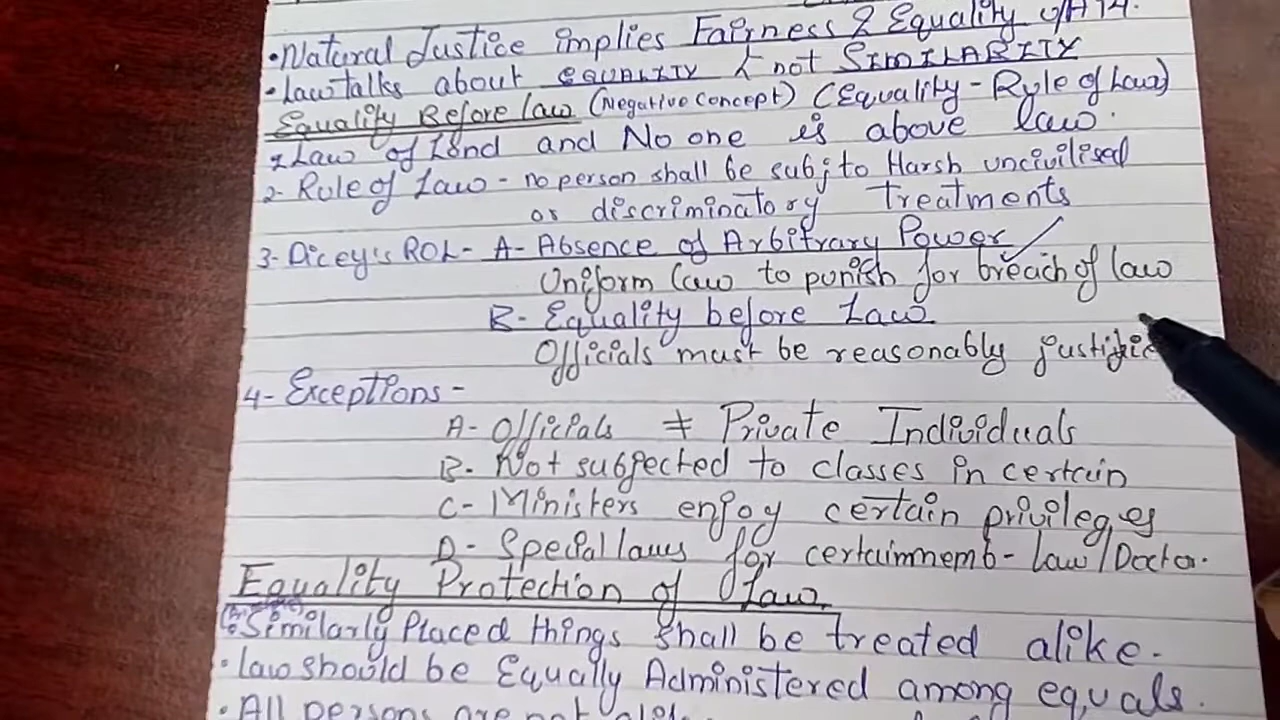 •Natural Justice implies Fairness & Equality u/A 14.
•Law talks about EQUALITY & not SIMILARITY
Equality Before law (Negative concept) (Equality - Rule of Law)
1 Law of Land and No one is above law.
2- Rule of Law - no person shall be subj to Harsh uncivilised
or discriminatory treatments
3- Dicey's ROL- A- Absence of Arbitrary Power
Uniform law to punish for breach of law
B- Equality before Law
Officials must be reasonably
4- Exceptions -
A- Officials ≠ Private Individuals
B- Not subjected to classes in certain
C- Ministers enjoy certain privileges
D- Special laws for certain memb - Law/Doctor.
Equality Protection of Law
Similarly Placed things shall be treated alike.
•law should be Equally Administered among equals.
•All persons are not